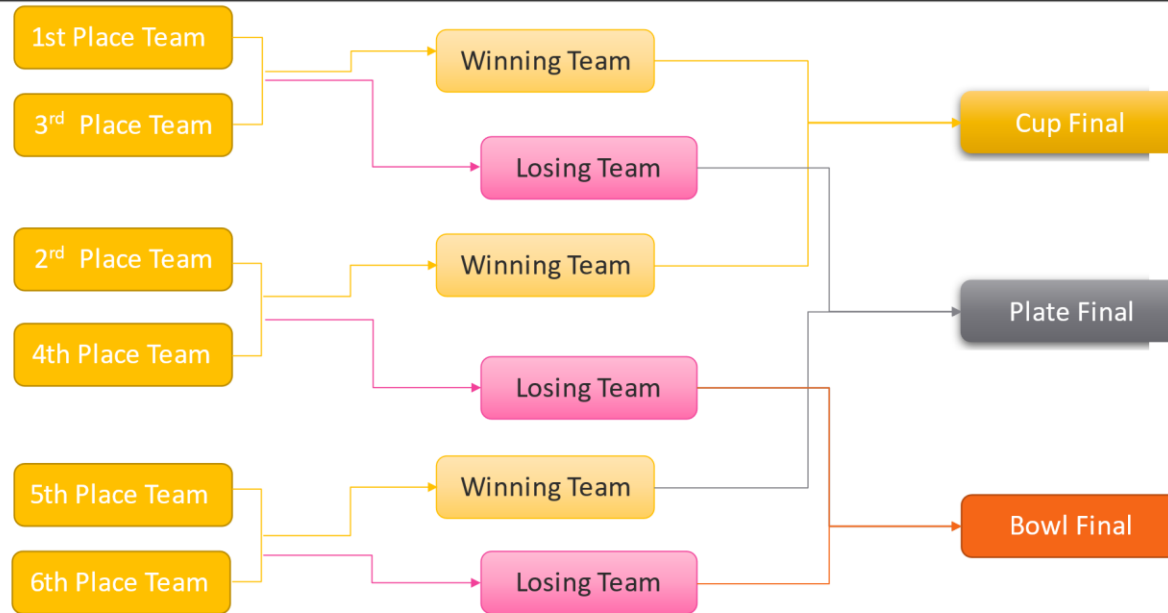 1st Place Team
3rd Place Team
2rd Place Team
4th Place Team
5th Place Team
6th Place Team
Winning Team
Losing Team
Winning Team
Losing Team
Winning Team
Losing Team
Cup Final
Plate Final
Bowl Final